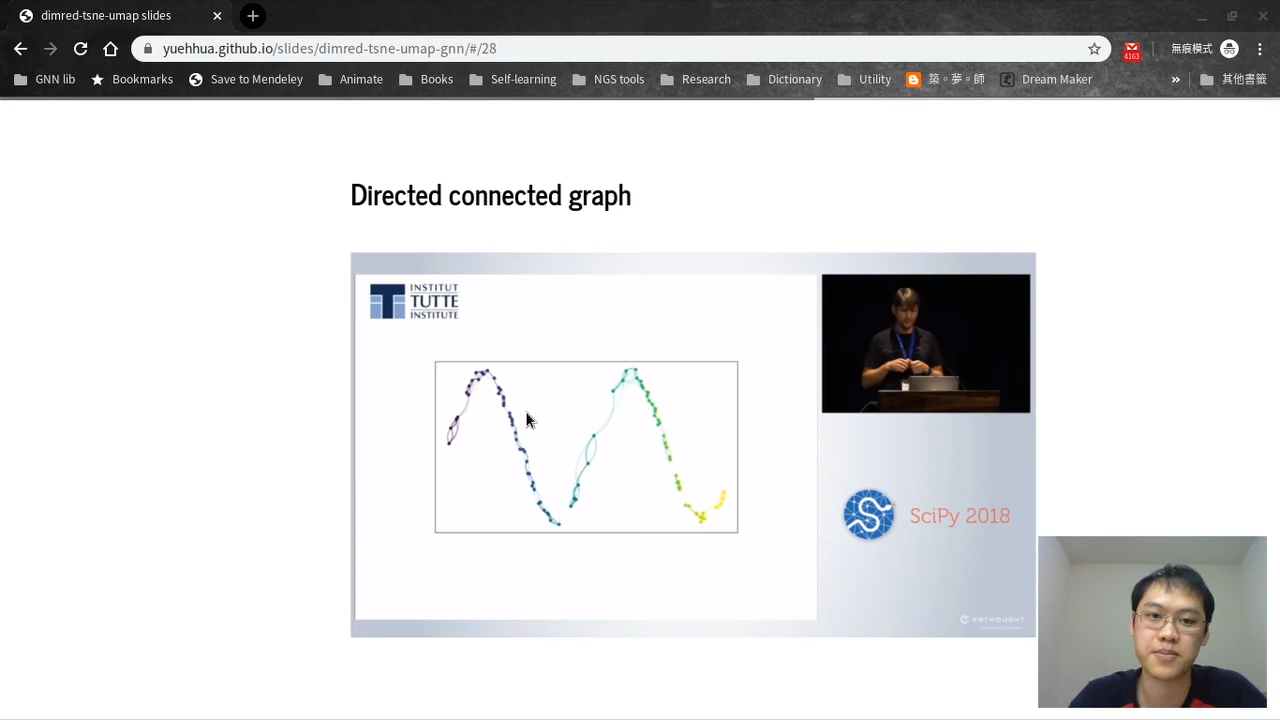 dimred-tsne-umap slides
yuehhua.github.io/slides/dimred-tsne-umap-gnn/#/28
4163
無痕模式
GNN lib
Bookmarks
Save to Mendeley
Animate
Books
Self-learning
NGS tools
Research
Dictionary
Utility
築。夢。師
Dream Maker
»
其他書籤
Directed connected graph
INSTITUT
TUTTE
INSTITUTE
SciPy 2018
ENTHOUGHT